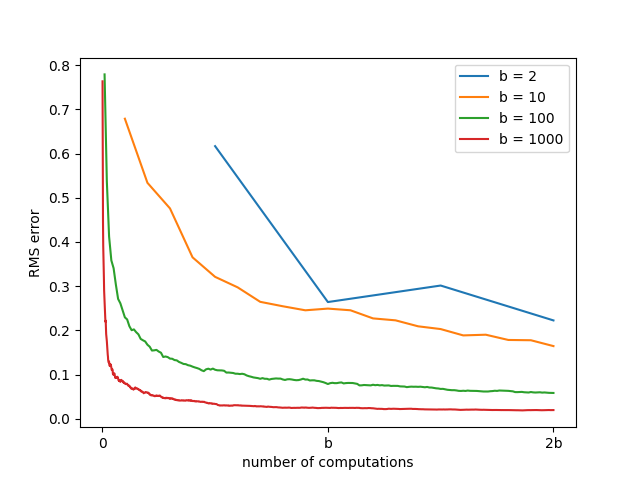 0.8
0.7
0.6
0.5
0.4
0.3
0.2
0.1
0.0
RMS error
b = 2
b = 10
b = 100
b = 1000
0 b 2b
number of computations